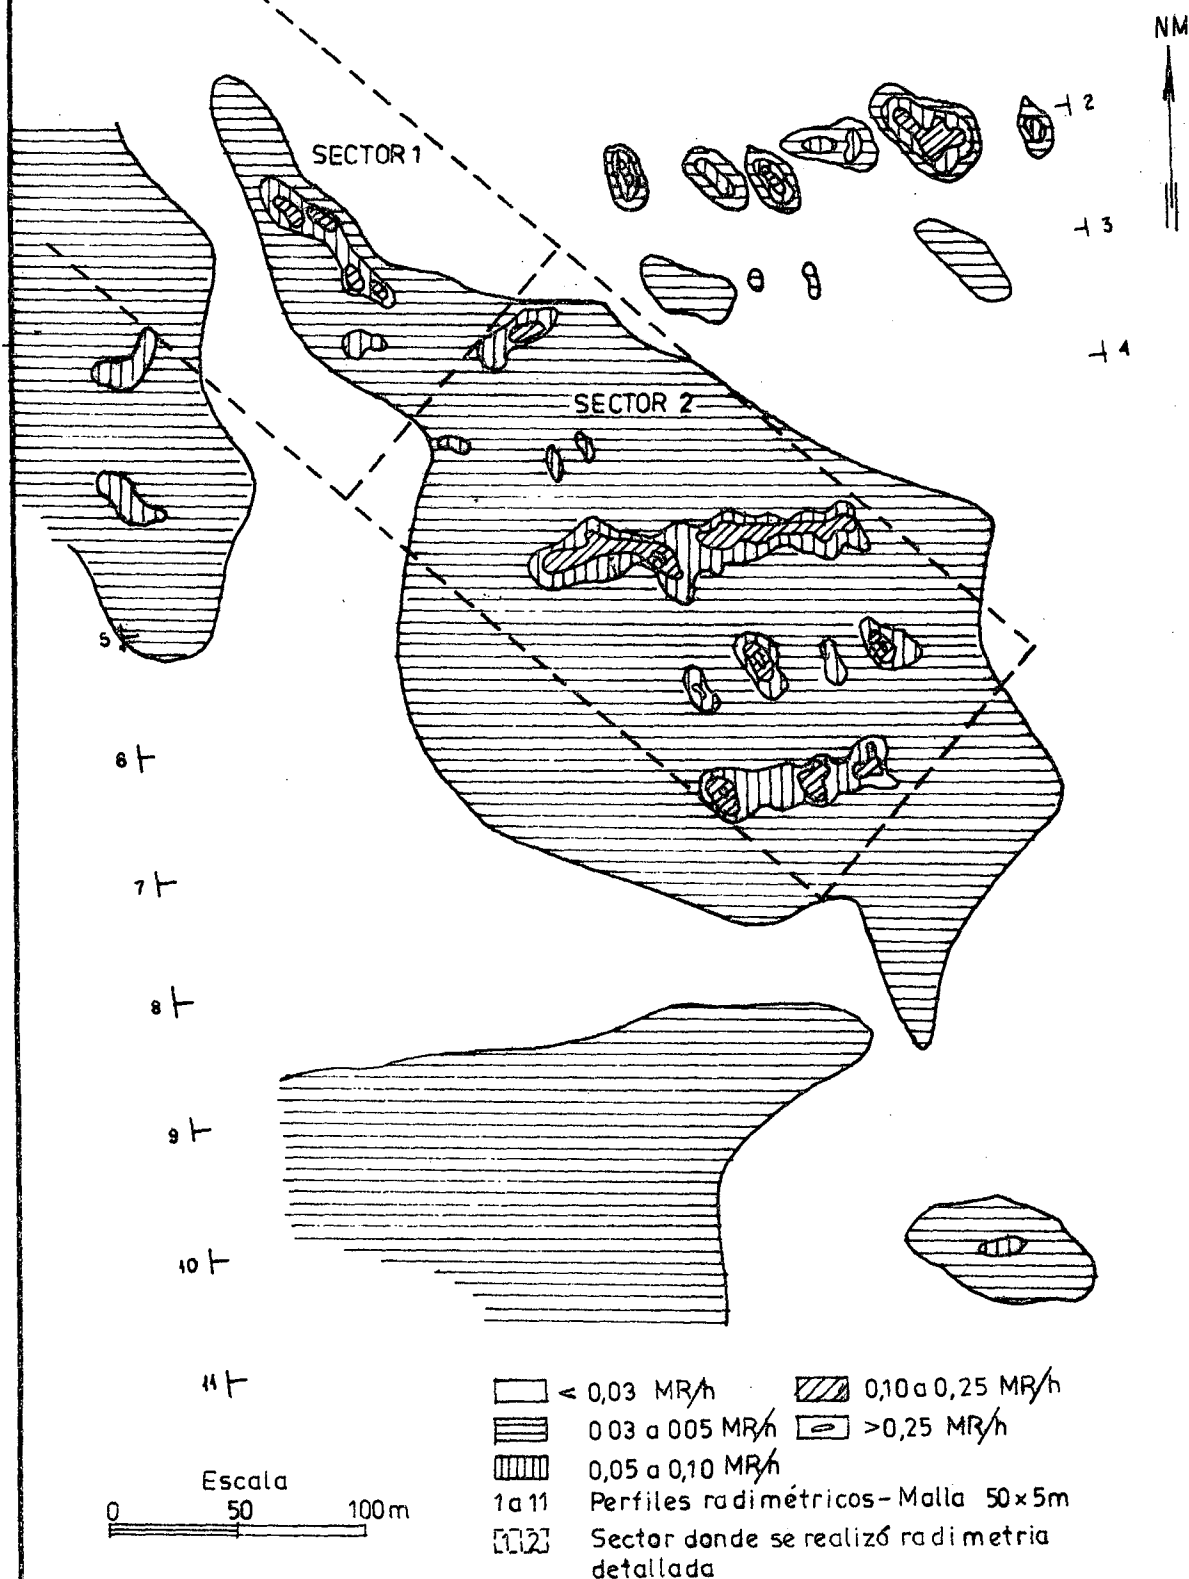 NM
2
SECTOR 1
3
4
SECTOR 2
5
6
7
8
9
10
11
< 0,03 MR/h
0,10 a 0,25 MR/h
0 03 a 005 MR/h
>0,25 MR/h
0,05 a 0,10 MR/h
1 a 11 Perfiles radimétricos - Malla 50 x 5m
1 2 Sector donde se realizó radimetria
detallada
Escala
0 50 100 m